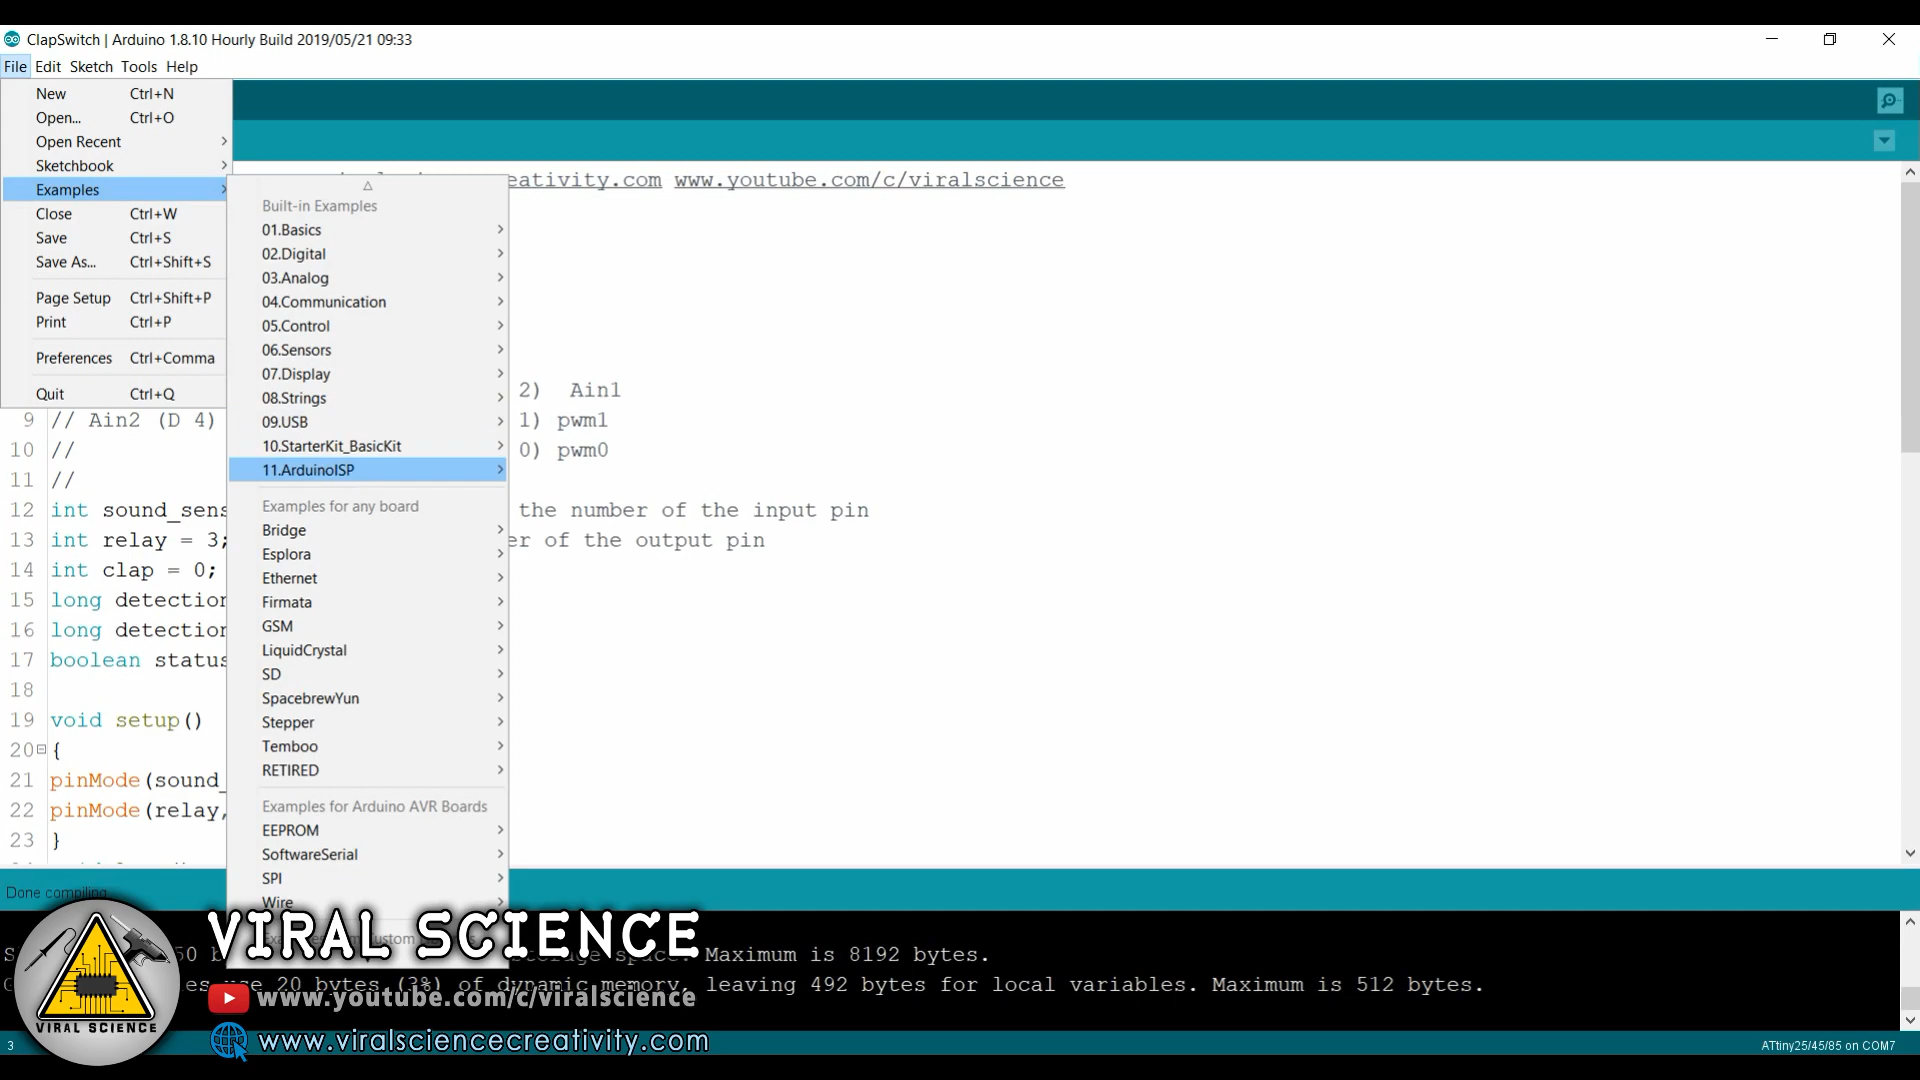 ClapSwitch | Arduino 1.8.10 Hourly Build 2019/05/21 09:33
File Edit Sketch Tools Help
New Ctrl+N
Open... Ctrl+O
Open Recent
Sketchbook
Examples
Close Ctrl+W
Save Ctrl+S
Save As... Ctrl+Shift+S
Page Setup Ctrl+Shift+P
Print Ctrl+P
Preferences Ctrl+Comma
Quit Ctrl+Q
Built-in Examples
01.Basics
02.Digital
03.Analog
04.Communication
05.Control
06.Sensors
07.Display
08.Strings
09.USB
10.StarterKit_BasicKit
11.ArduinoISP
Examples for any board
Bridge
Esplora
Ethernet
Firmata
GSM
LiquidCrystal
SD
SpacebrewYun
Stepper
Temboo
RETIRED
Examples for Arduino AVR Boards
EEPROM
SoftwareSerial
SPI
Wire
eativity.com www.youtube.com/c/viralscience
2) Ain1
9 // Ain2 (D 4) 1) pwm1
10 // 0) pwm0
11 //
12 int sound_sens the number of the input pin
13 int relay = 3; er of the output pin
14 int clap = 0;
15 long detection
16 long detection
17 boolean status
18
19 void setup()
20 {
21 pinMode(sound_
22 pinMode(relay,
23 }
Done compiling.
Maximum is 8192 bytes.
use 20 bytes (3%) of dynamic memory, leaving 492 bytes for local variables. Maximum is 512 bytes.
VIRAL SCIENCE
www.youtube.com/c/viralscience
www.viralsciencecreativity.com
VIRAL SCIENCE
3
ATtiny25/45/85 on COM7